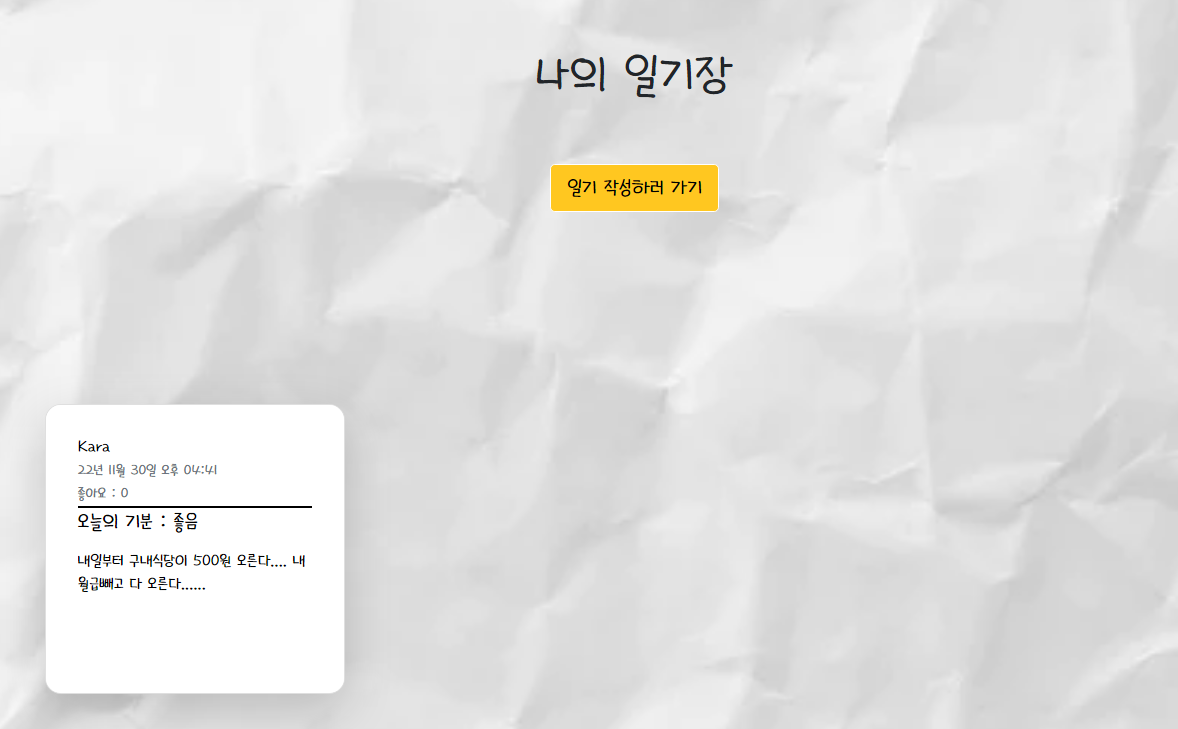 나의 일기장
일기 작성하러 가기
Kara
22년 11월 30일 오후 04:41
좋아요 : 0
오늘의 기분 : 좋음
내일부터 구내식당이 500원 오른다.... 내
월급빼고 다 오른다......